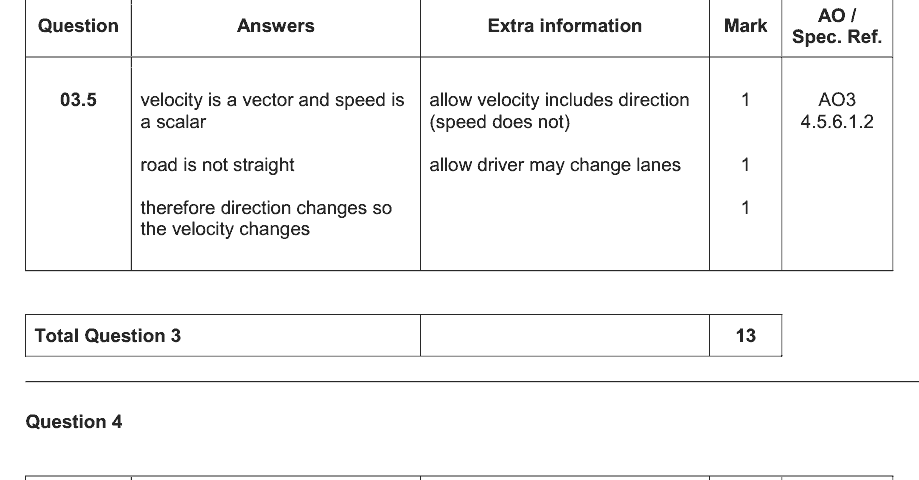 Question Answers Extra information Mark AO /
Spec. Ref.
03.5 velocity is a vector and speed is allow velocity includes direction 1 AO3
a scalar (speed does not) 4.5.6.1.2
road is not straight allow driver may change lanes 1
therefore direction changes so 1
the velocity changes
Total Question 3 13
Question 4